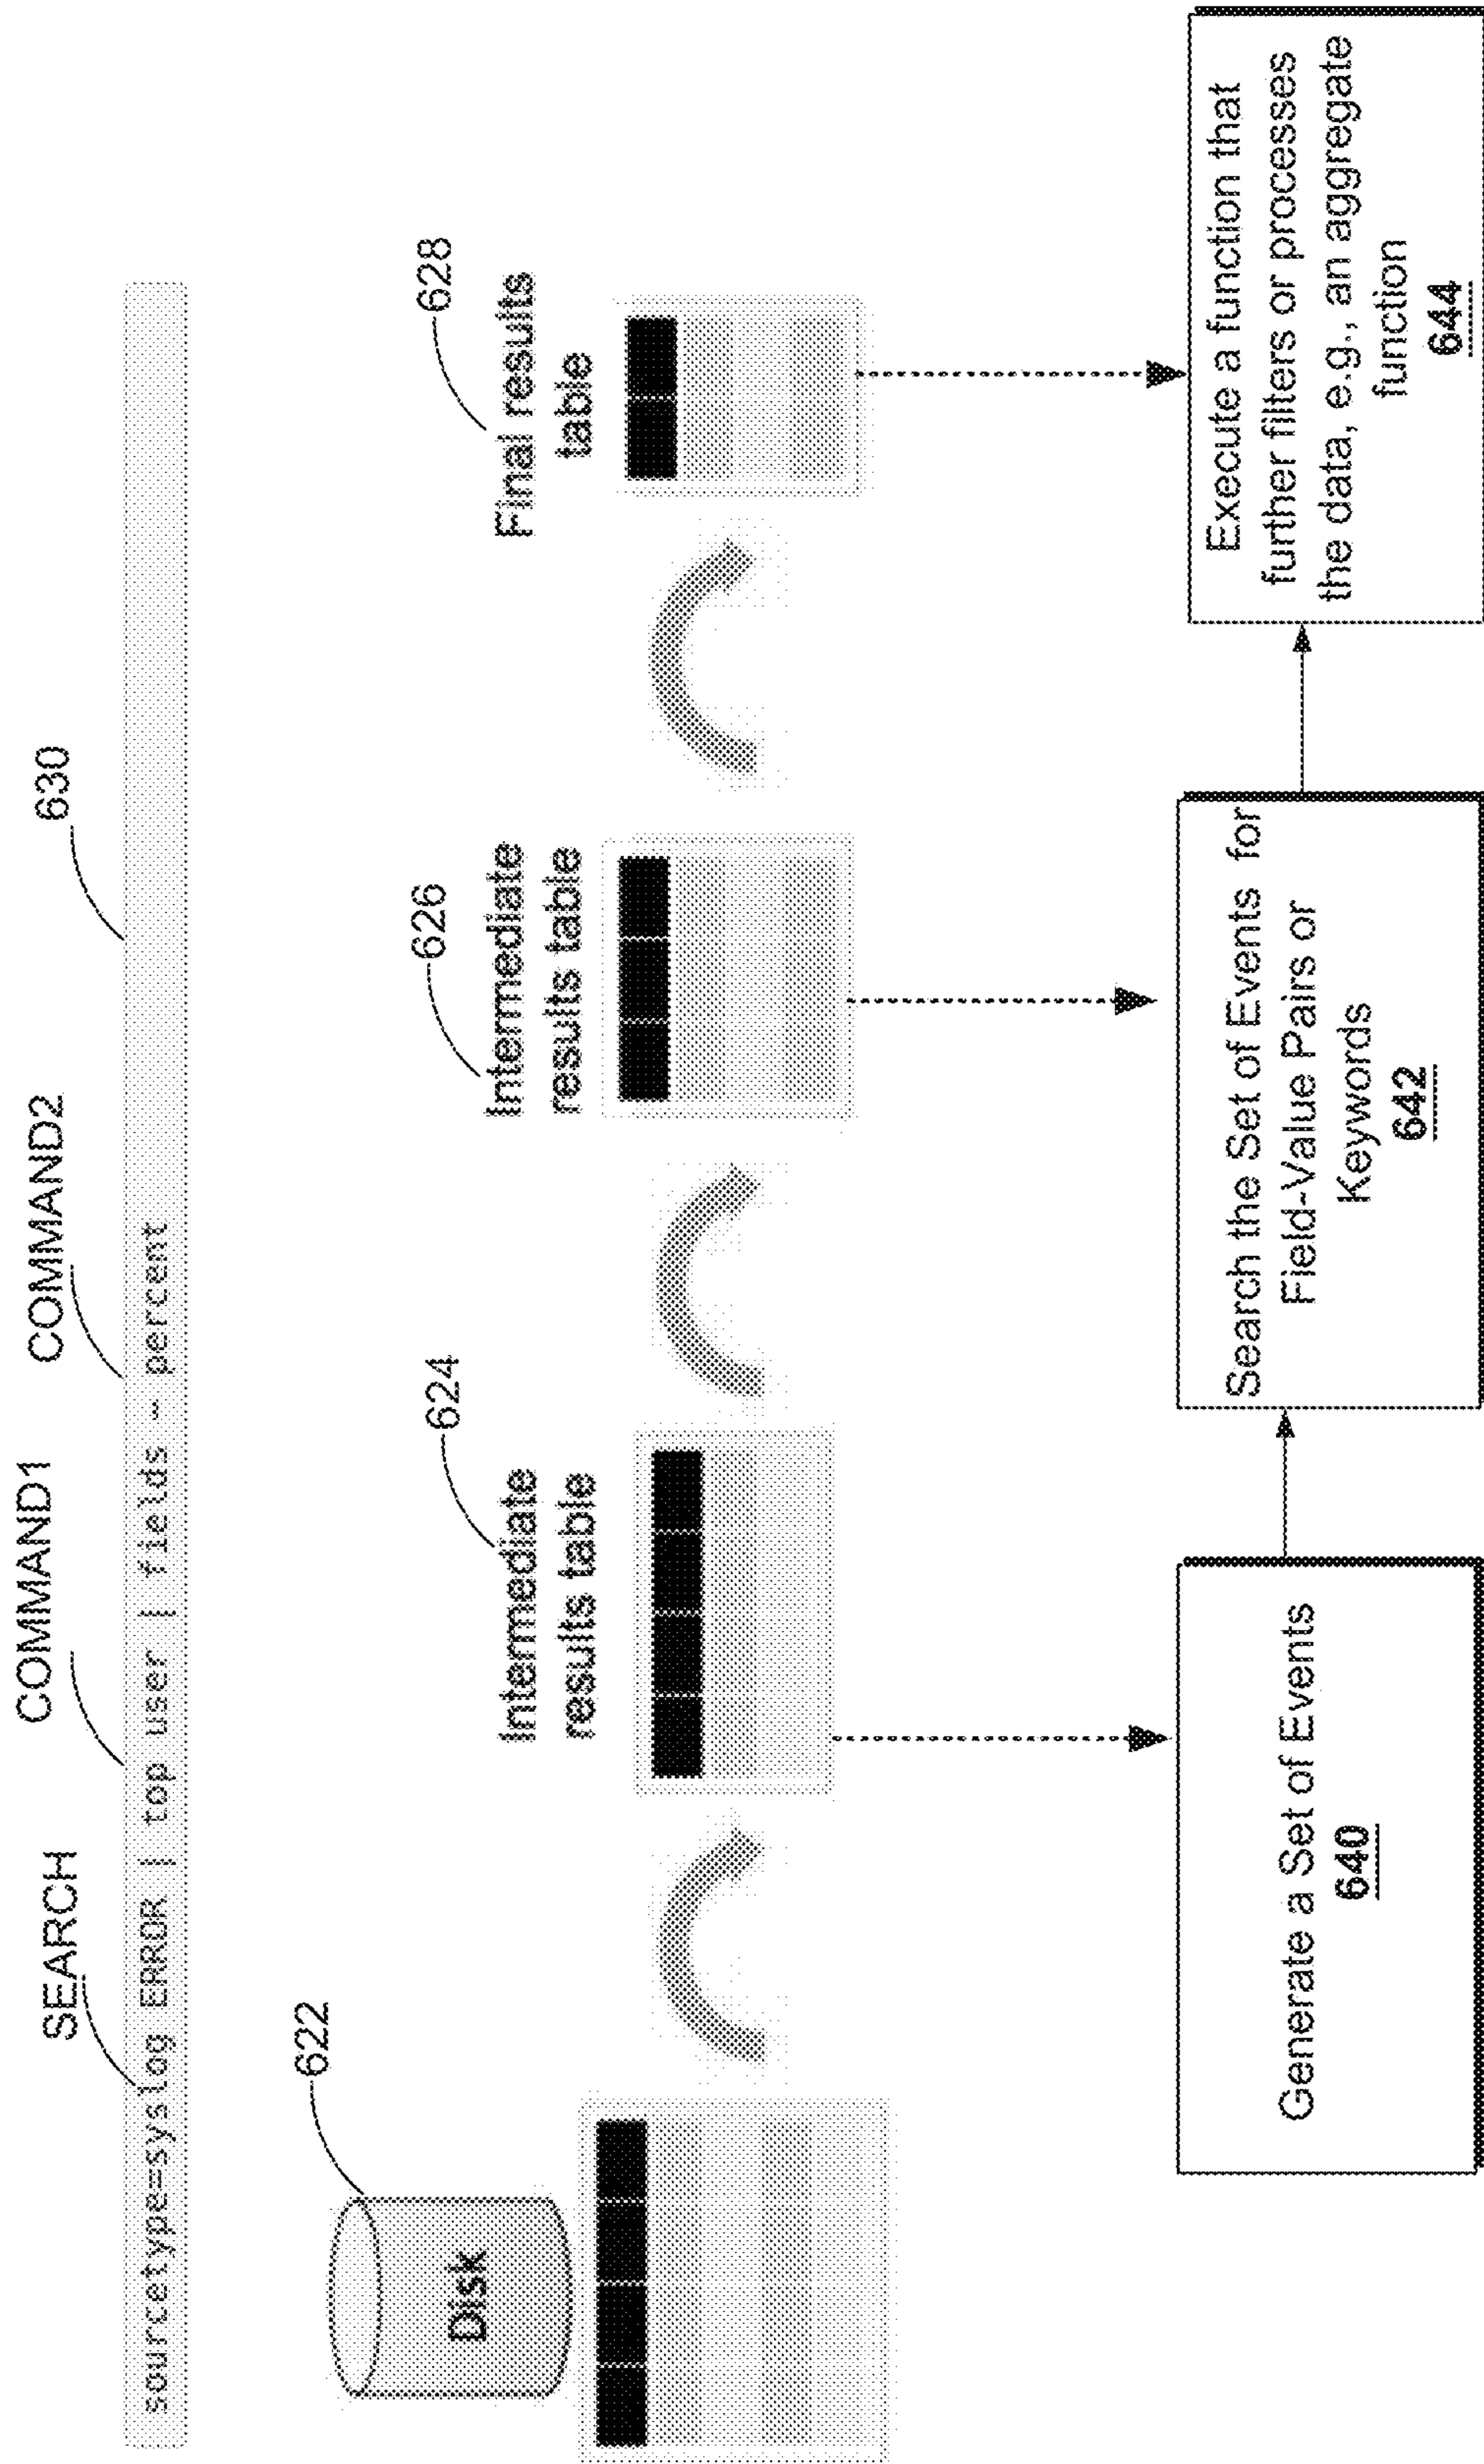 SEARCH
COMMAND1
COMMAND2
630
sourcetype=syslog ERROR | top user | fields - percent
622
Disk
624
Intermediate
results table
626
Intermediate
results table
628
Final results
table
Generate a Set of Events
640
Search the Set of Events for
Field-Value Pairs or
Keywords
642
Execute a function that
further filters or processes
the data, e.g., an aggregate
function
644